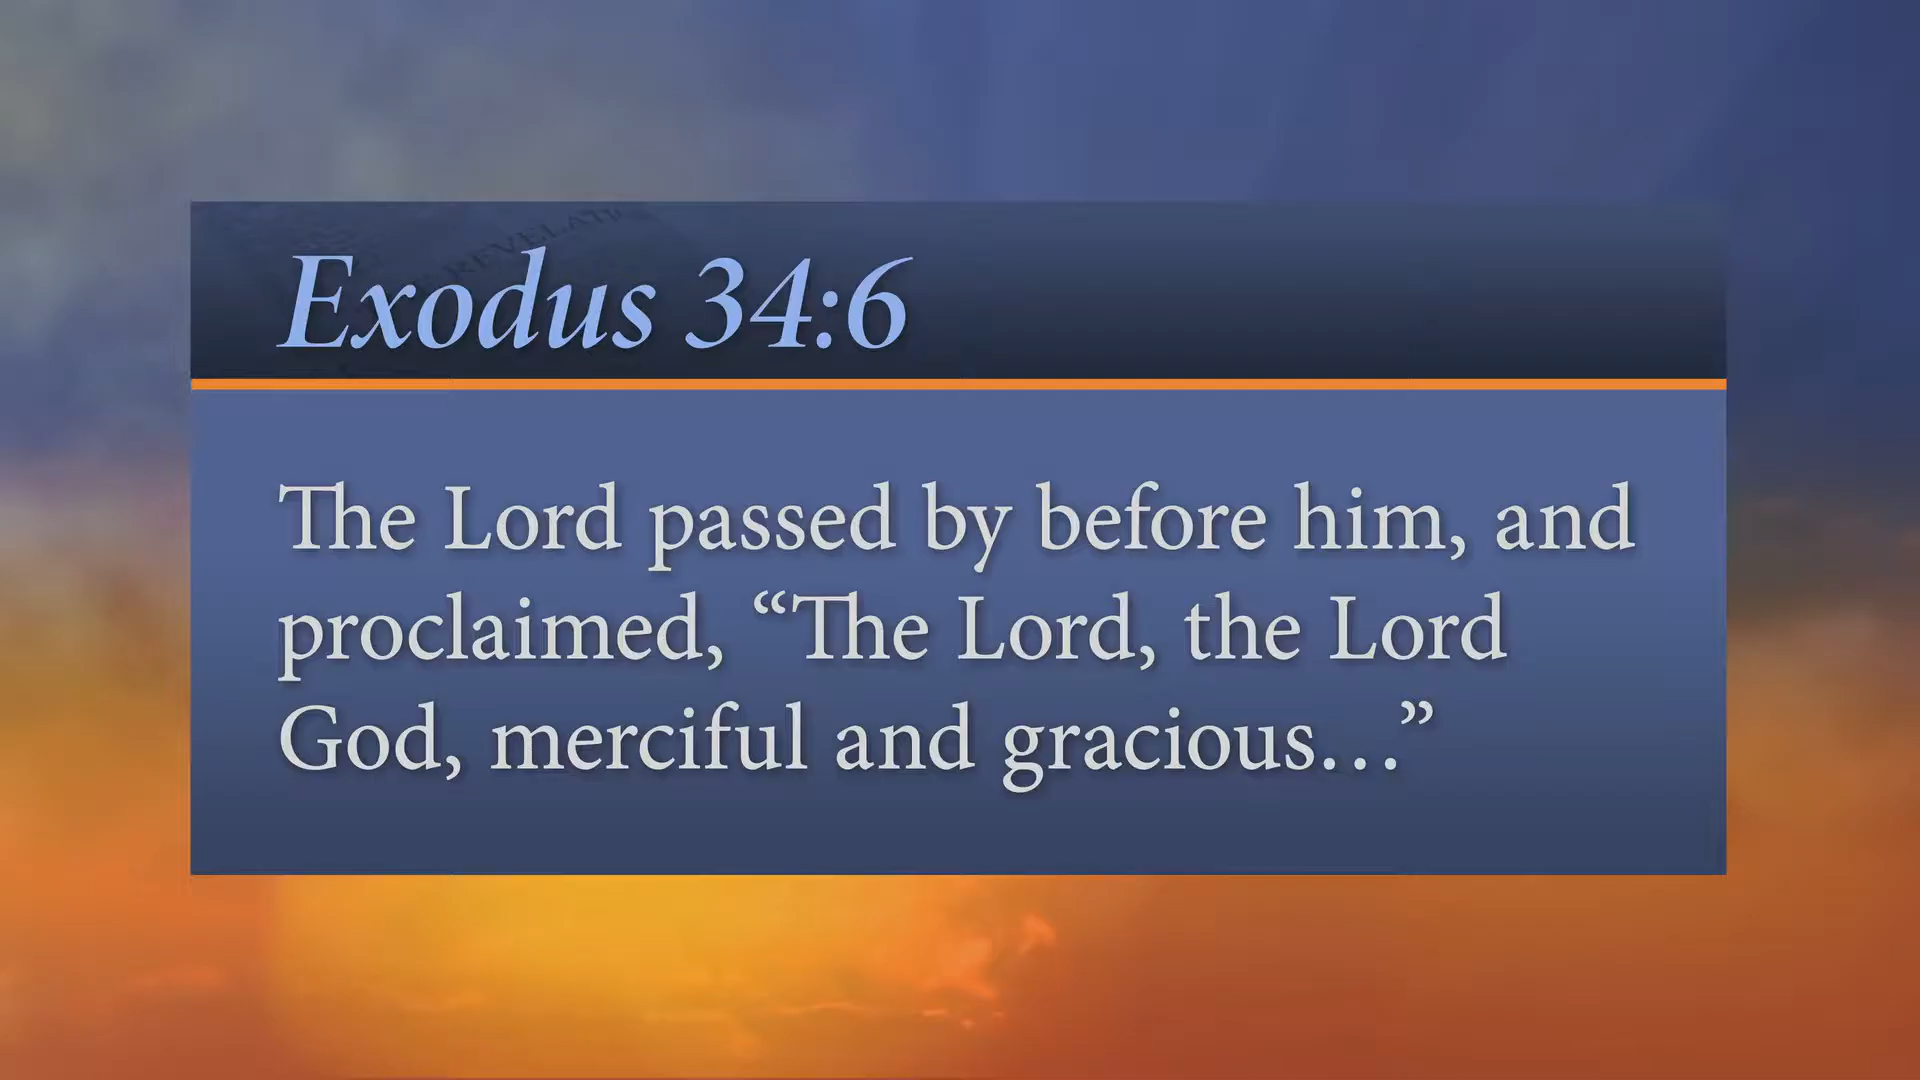 Exodus 34:6
The Lord passed by before him, and
proclaimed, “The Lord, the Lord
God, merciful and gracious…”